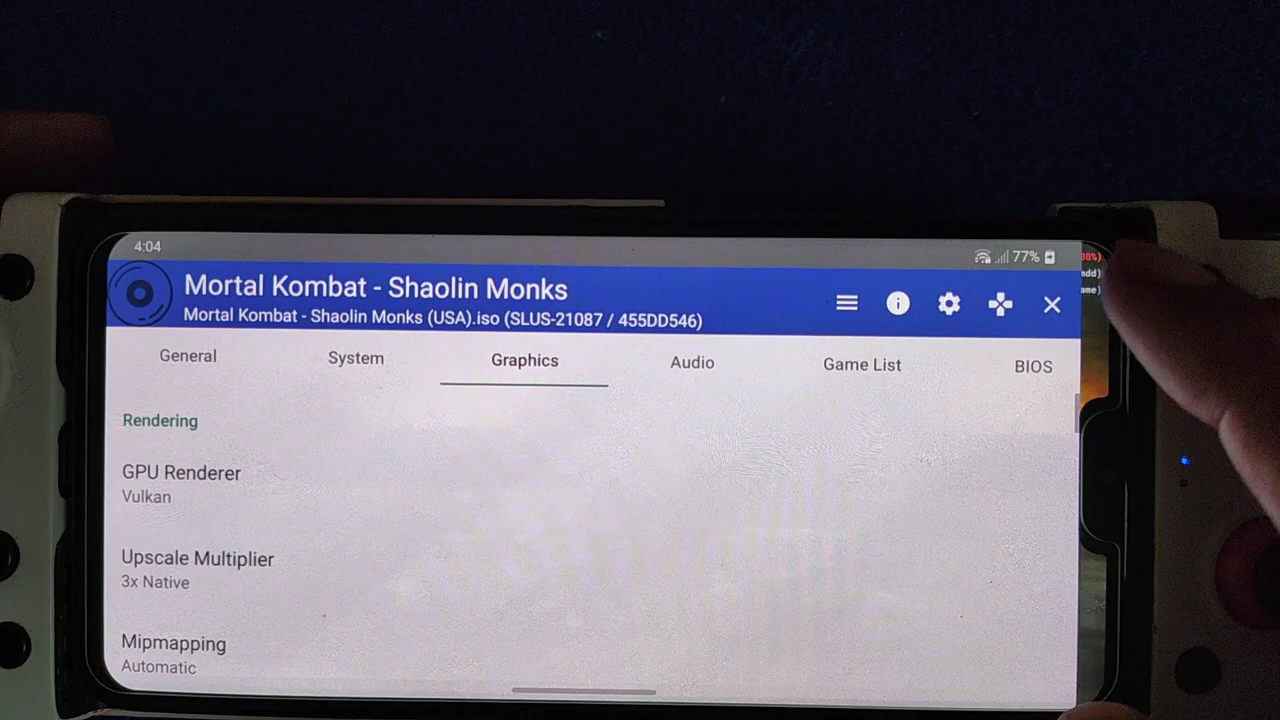 4:04
77%
Mortal Kombat - Shaolin Monks
Mortal Kombat - Shaolin Monks (USA).iso (SLUS-21087 / 455DD546)
General System Graphics Audio Game List BIOS
Rendering
GPU Renderer
Vulkan
Upscale Multiplier
3x Native
Mipmapping
Automatic